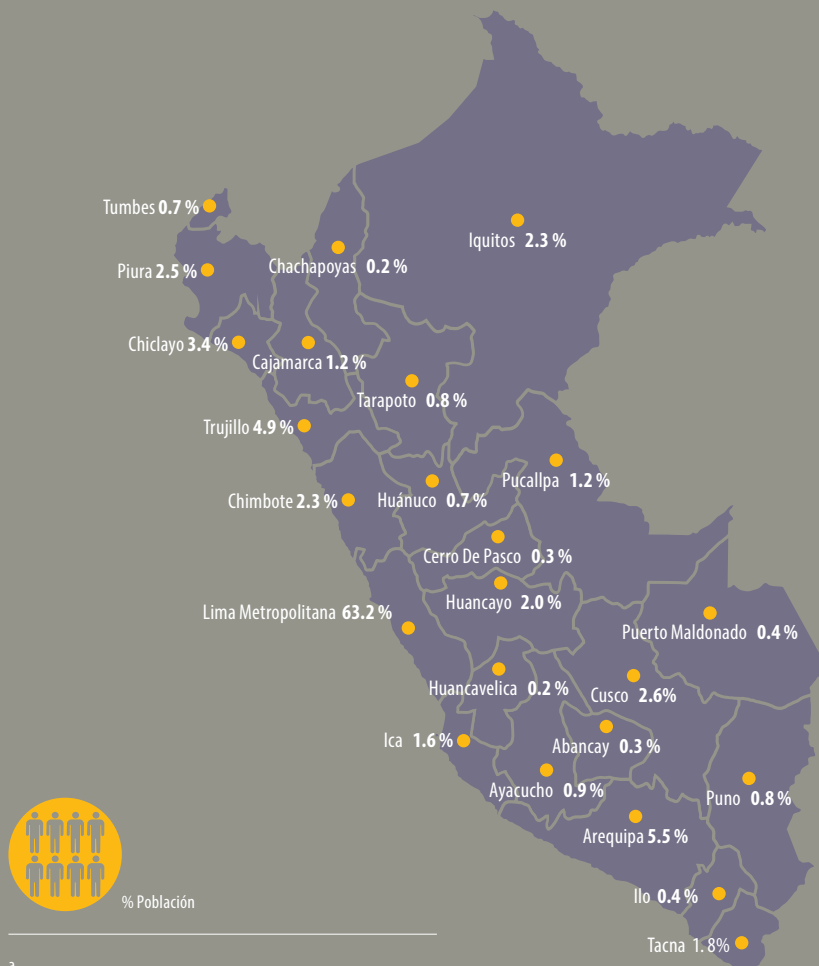 Tumbes 0.7 %
Iquitos 2.3 %
Piura 2.5 %
Chachapoyas 0.2 %
Chiclayo 3.4 %
Cajamarca 1.2 %
Tarapoto 0.8 %
Trujillo 4.9 %
Pucallpa 1.2 %
Chimbote 2.3 %
Huánuco 0.7 %
Cerro De Pasco 0.3 %
Huancayo 2.0 %
Lima Metropolitana 63.2 %
Puerto Maldonado 0.4 %
Huancavelica 0.2 %
Cusco 2.6%
Ica 1.6 %
Abancay 0.3 %
Ayacucho 0.9 %
Puno 0.8 %
Arequipa 5.5 %
Ilo 0.4 %
% Población
Tacna 1. 8%